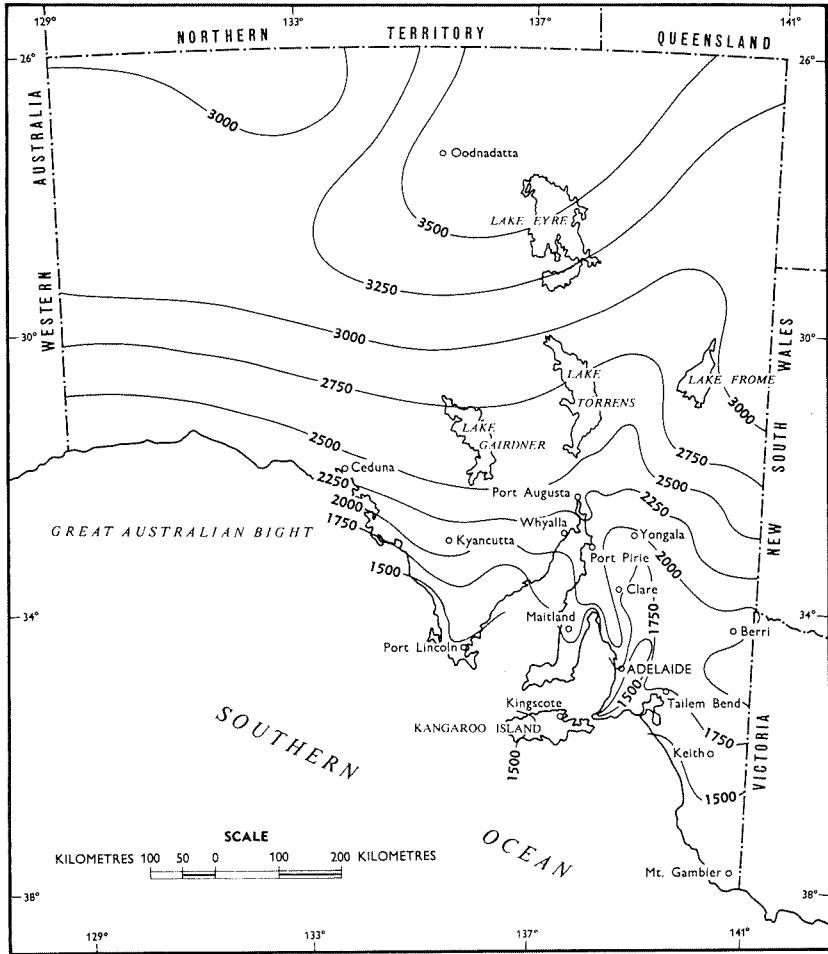 129° 133° 137° 141°
NORTHERN TERRITORY QUEENSLAND
26° 26°
WESTERN AUSTRALIA
3000
Oodnadatta
LAKE EYRE
3500
3250
3000
30° 30°
2750
LAKE TORRENS
LAKE FROME
3000
NEW SOUTH WALES
LAKE GAIRDNER
2500
2750
Ceduna
2500
2250
Port Augusta
2250
2000
1750
Whyalla
GREAT AUSTRALIAN BIGHT
Kyancutta
Yongala
Port Pirie
2000
1500
Clare
34° 34°
Maitland
1750
Berri
Port Lincoln
ADELAIDE
1500
Tailem Bend
Kingscote
KANGAROO ISLAND
1750
VICTORIA
SOUTHERN
1500
Keith
1500
SCALE
OCEAN
KILOMETRES 100 50 0 100 200 KILOMETRES
Mt. Gambier
38° 38°
129° 133° 137° 141°